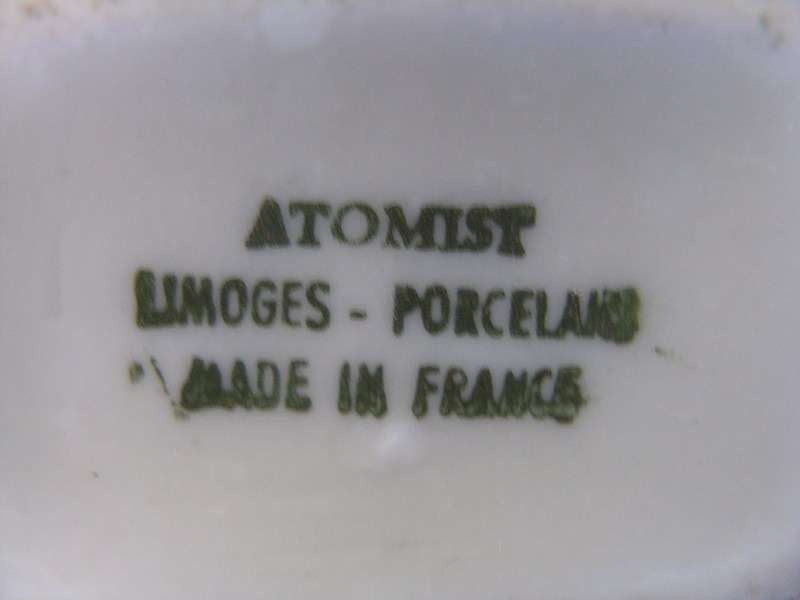 ATOMIST
LIMOGES - PORCELAINE
MADE IN FRANCE